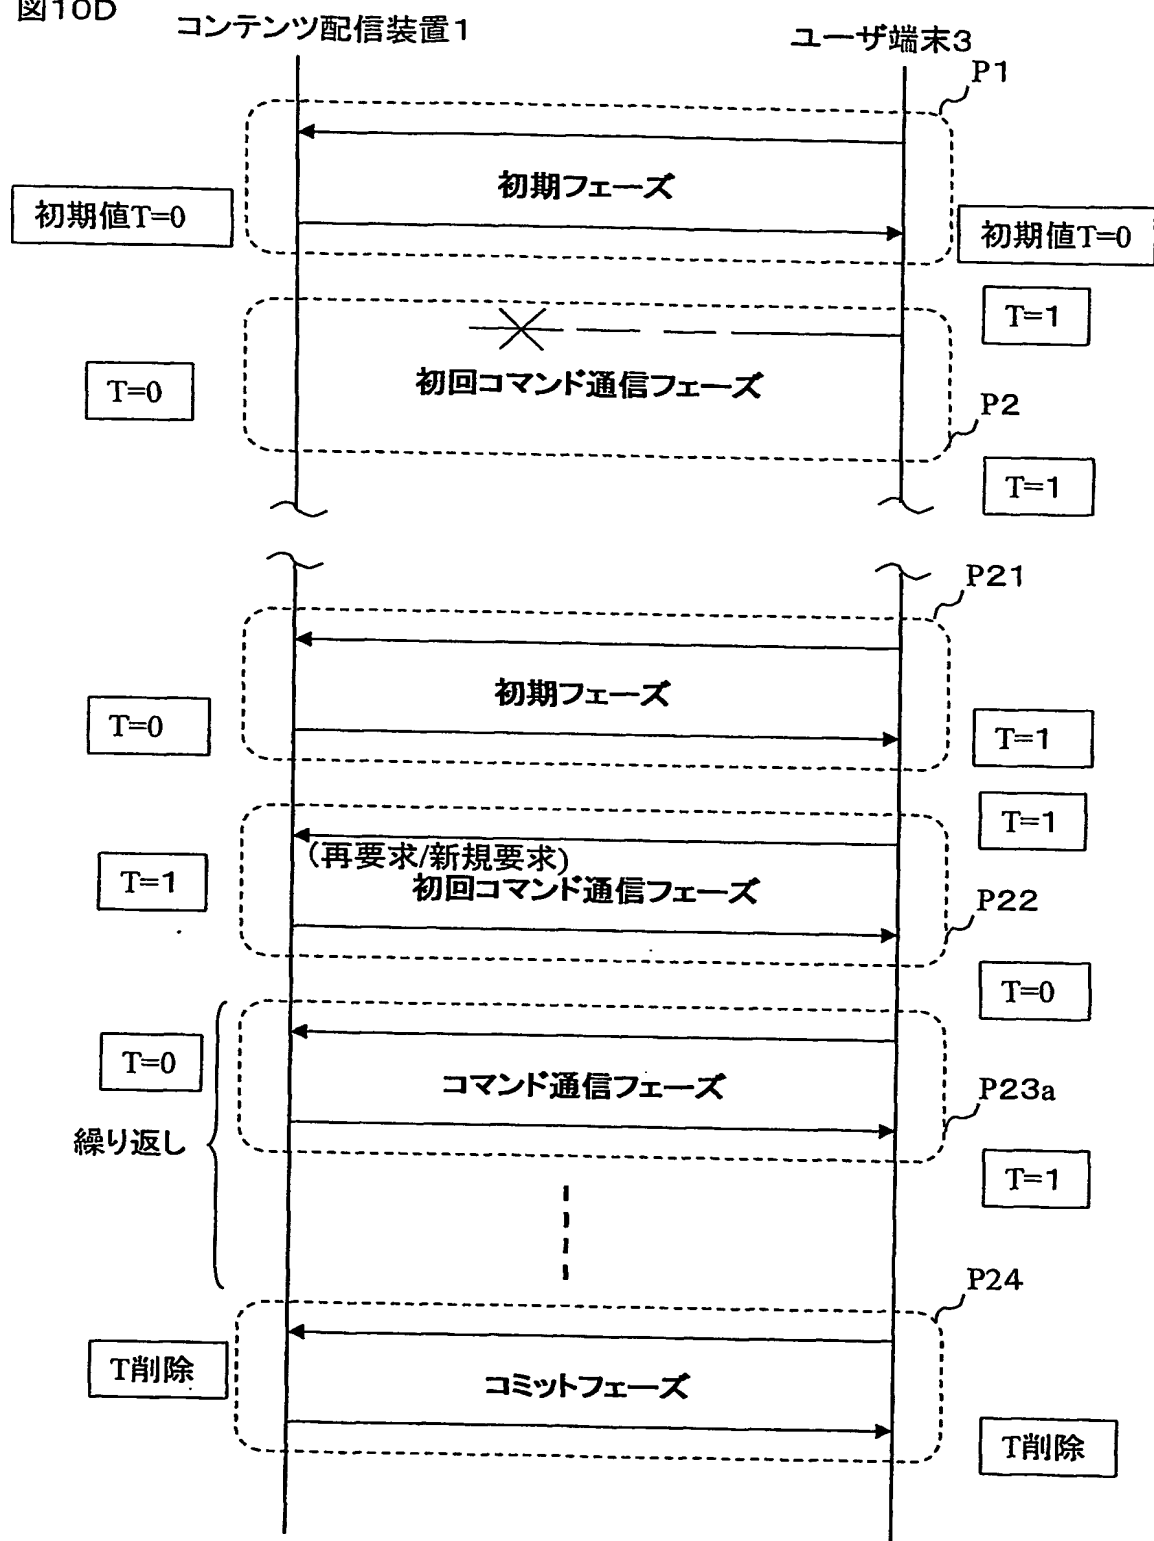 図10D
コンテンツ配信装置1
ユーザ端末3
P1
初期フェーズ
初期値T=0
初期値T=0
T=1
初回コマンド通信フェーズ
T=0
P2
T=1
P21
初期フェーズ
T=0
T=1
T=1
(再要求/新規要求)
初回コマンド通信フェーズ
T=1
P22
T=0
T=0
コマンド通信フェーズ
P23a
繰り返し
T=1
P24
T削除
コミットフェーズ
T削除